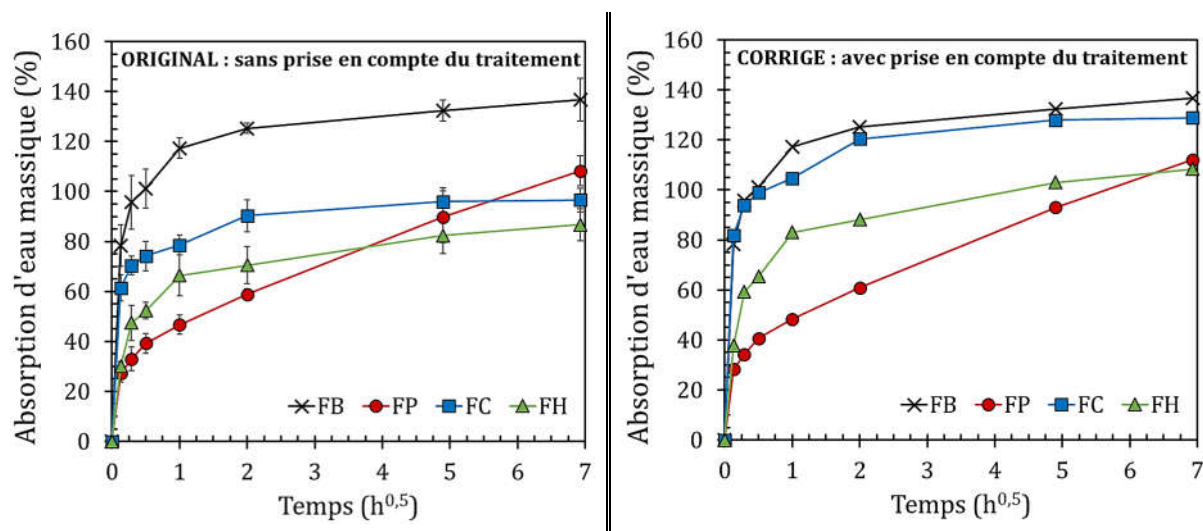 ORIGINAL : sans prise en compte du traitement
Absorption d'eau massique (%)
160
140
120
100
80
60
40
20
0
FB FP FC FH
0 1 2 3 4 5 6 7
Temps (h^0,5)
CORRIGE : avec prise en compte du traitement
Absorption d'eau massique (%)
160
140
120
100
80
60
40
20
0
FB FP FC FH
0 1 2 3 4 5 6 7
Temps (h^0,5)